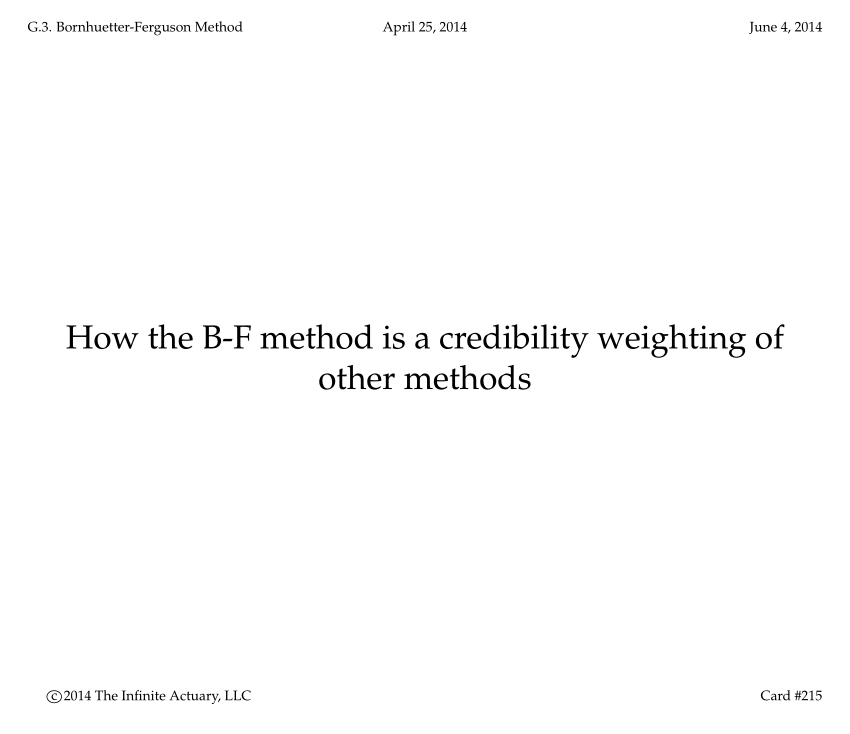 G.3. Bornhuetter-Ferguson Method April 25, 2014 June 4, 2014
How the B-F method is a credibility weighting of
other methods
©2014 The Infinite Actuary, LLC Card #215